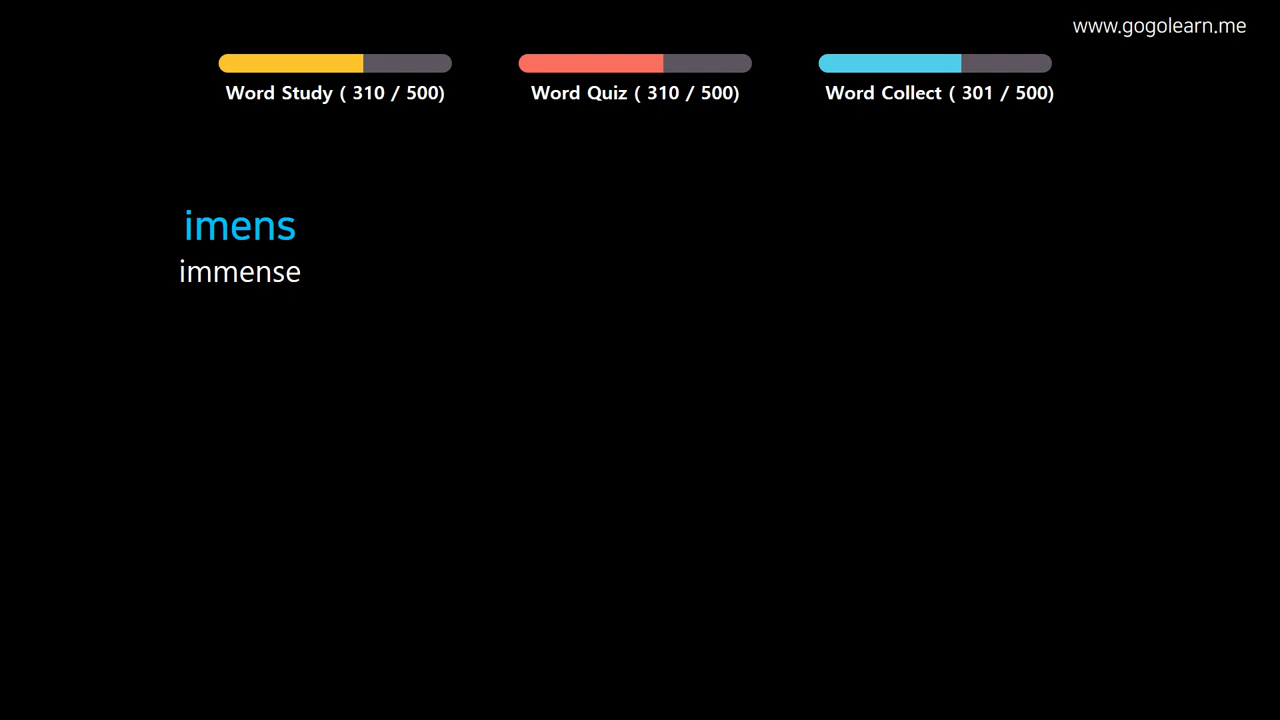 www.gogolearn.me
Word Study ( 310 / 500)
Word Quiz ( 310 / 500)
Word Collect ( 301 / 500)
imens
immense